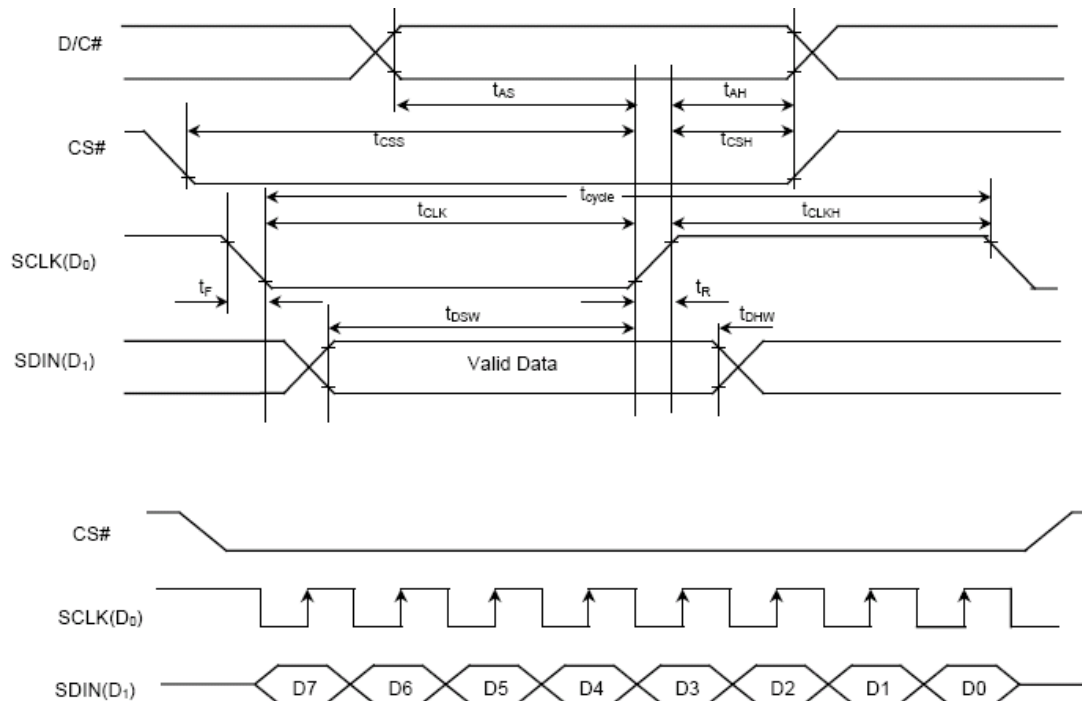 D/C#
tAS
tAH
CS#
tCSS
tCSH
tcycle
tCLK
tCLKH
SCLK(D0)
tF
tR
tDSW
tDHW
SDIN(D1)
Valid Data
CS#
SCLK(D0)
SDIN(D1)
D7 D6 D5 D4 D3 D2 D1 D0